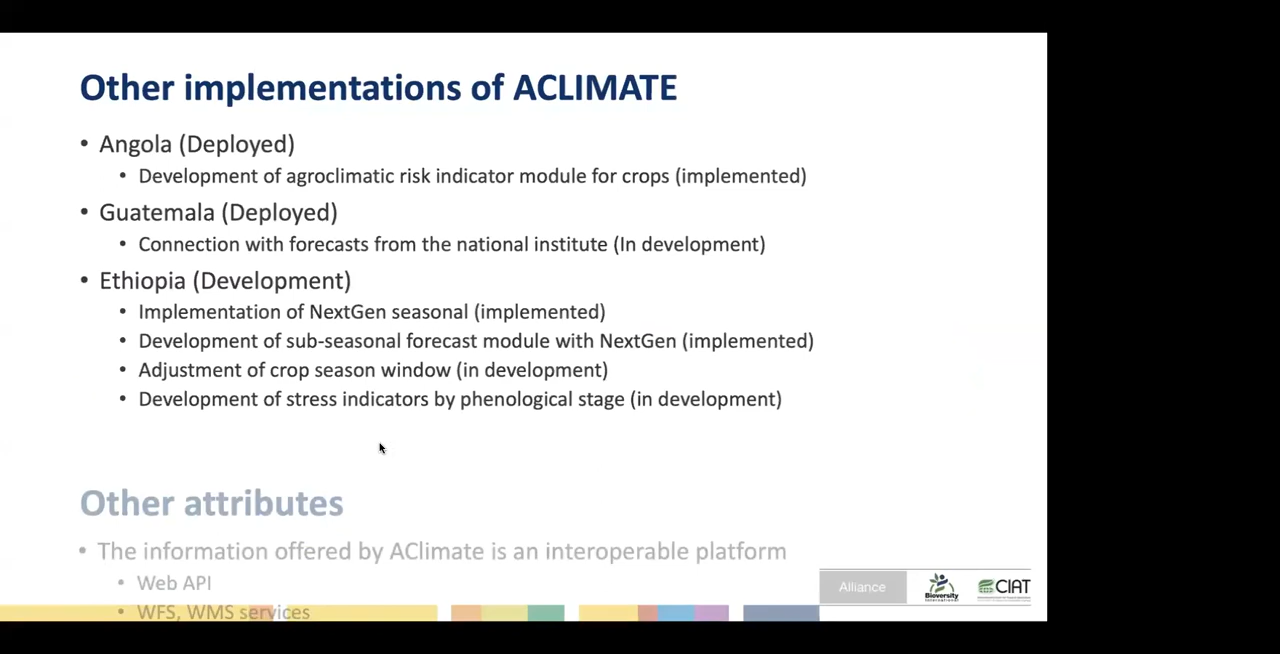 Other implementations of ACLIMATE
• Angola (Deployed)
• Development of agroclimatic risk indicator module for crops (implemented)
• Guatemala (Deployed)
• Connection with forecasts from the national institute (In development)
• Ethiopia (Development)
• Implementation of NextGen seasonal (implemented)
• Development of sub-seasonal forecast module with NextGen (implemented)
• Adjustment of crop season window (in development)
• Development of stress indicators by phenological stage (in development)
Other attributes
• The information offered by AClimate is an interoperable platform
• Web API
• WFS, WMS services
Alliance
Bioversity
International
CIAT